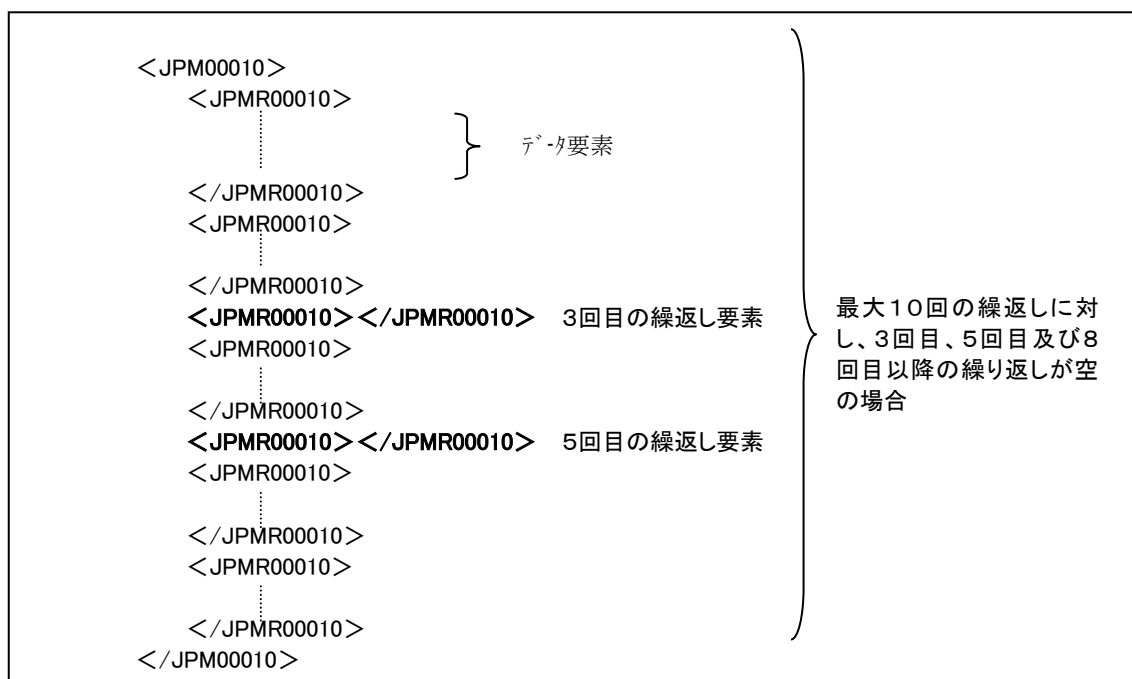 ＜JPM00010＞
＜JPMR00010＞
ﾃﾞｰﾀ要素
＜/JPMR00010＞
＜JPMR00010＞
＜/JPMR00010＞
＜JPMR00010＞＜/JPMR00010＞ 3回目の繰返し要素
＜JPMR00010＞
＜/JPMR00010＞
＜JPMR00010＞＜/JPMR00010＞ 5回目の繰返し要素
＜JPMR00010＞
＜/JPMR00010＞
＜JPMR00010＞
＜/JPMR00010＞
＜/JPM00010＞
最大１０回の繰返しに対
し、３回目、５回目及び８
回目以降の繰り返しが空
の場合